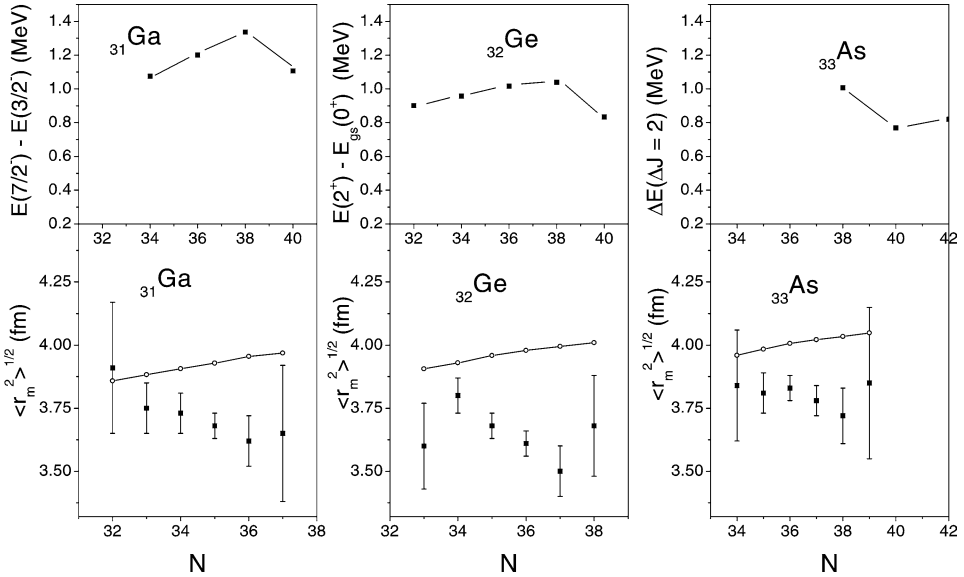 E(7/2⁻) - E(3/2⁻) (MeV)
1.4
1.2
1.0
0.8
0.6
0.4
0.2
₃₁Ga
32 34 36 38 40
E(2⁺) - E_gs(0⁺) (MeV)
1.4
1.2
1.0
0.8
0.6
0.4
0.2
₃₂Ge
32 34 36 38 40
ΔE(ΔJ = 2) (MeV)
1.4
1.2
1.0
0.8
0.6
0.4
0.2
₃₃As
34 36 38 40 42
<r_m²>^1/2 (fm)
4.25
4.00
3.75
3.50
₃₁Ga
32 34 36 38
N
<r_m²>^1/2 (fm)
4.25
4.00
3.75
3.50
₃₂Ge
32 34 36 38
N
<r_m²>^1/2 (fm)
4.25
4.00
3.75
3.50
₃₃As
34 36 38 40 42
N